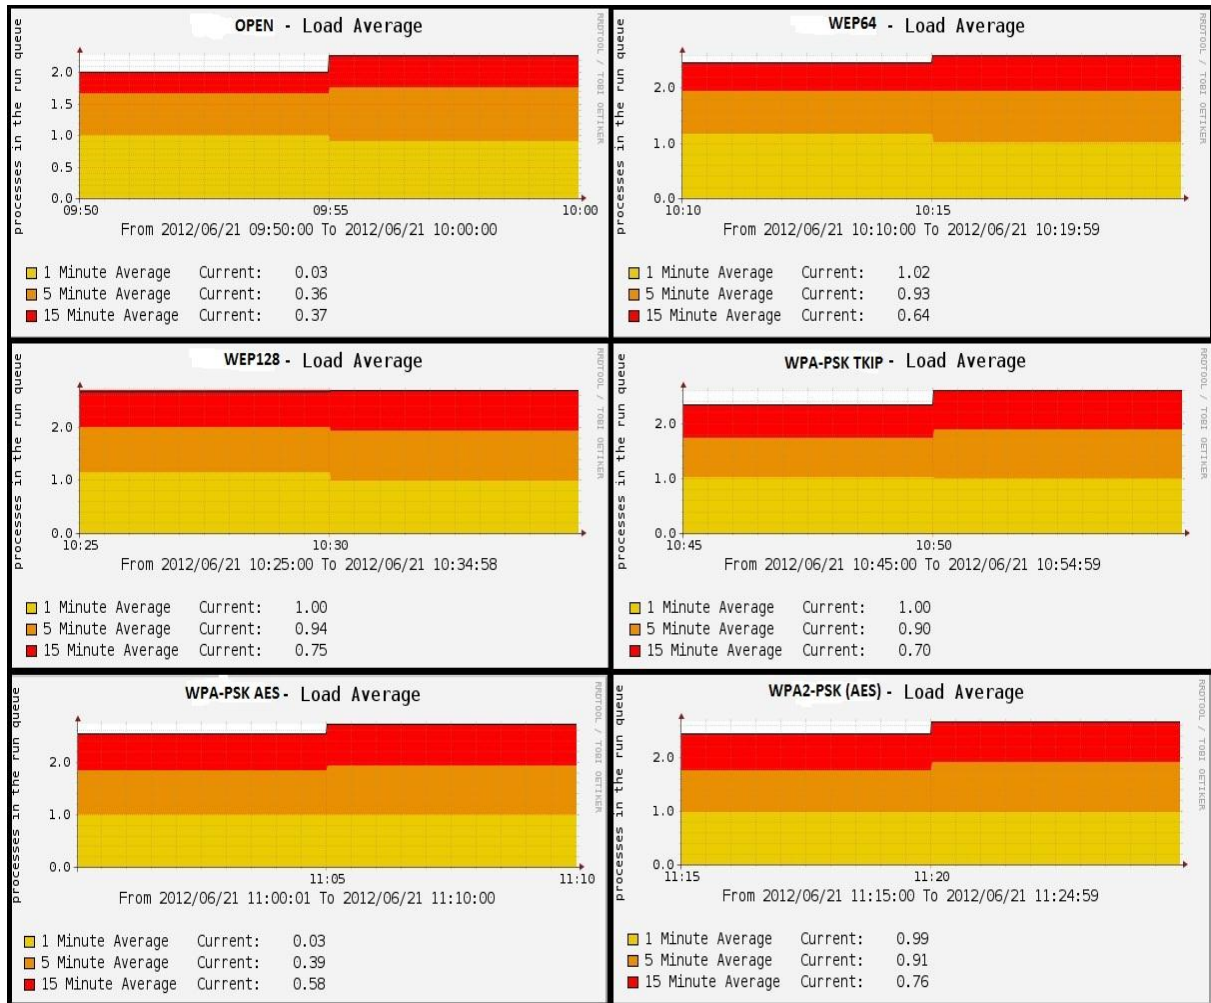 OPEN - Load Average
processes in the run queue
2.0
1.5
1.0
0.5
0.0
09:50 09:55 10:00
From 2012/06/21 09:50:00 To 2012/06/21 10:00:00
1 Minute Average Current: 0.03
5 Minute Average Current: 0.36
15 Minute Average Current: 0.37
RRDTOOL / TOBI OETIKER
WEP64 - Load Average
processes in the run queue
2.0
1.0
0.0
10:10 10:15
From 2012/06/21 10:10:00 To 2012/06/21 10:19:59
1 Minute Average Current: 1.02
5 Minute Average Current: 0.93
15 Minute Average Current: 0.64
RRDTOOL / TOBI OETIKER
WEP128 - Load Average
processes in the run queue
2.0
1.0
0.0
10:25 10:30
From 2012/06/21 10:25:00 To 2012/06/21 10:34:58
1 Minute Average Current: 1.00
5 Minute Average Current: 0.94
15 Minute Average Current: 0.75
RRDTOOL / TOBI OETIKER
WPA-PSK TKIP - Load Average
processes in the run queue
2.0
1.0
0.0
10:45 10:50
From 2012/06/21 10:45:00 To 2012/06/21 10:54:59
1 Minute Average Current: 1.00
5 Minute Average Current: 0.90
15 Minute Average Current: 0.70
RRDTOOL / TOBI OETIKER
WPA-PSK AES - Load Average
processes in the run queue
2.0
1.0
0.0
11:05 11:10
From 2012/06/21 11:00:01 To 2012/06/21 11:10:00
1 Minute Average Current: 0.03
5 Minute Average Current: 0.39
15 Minute Average Current: 0.58
RRDTOOL / TOBI OETIKER
WPA2-PSK (AES) - Load Average
processes in the run queue
2.0
1.0
0.0
11:15 11:20
From 2012/06/21 11:15:00 To 2012/06/21 11:24:59
1 Minute Average Current: 0.99
5 Minute Average Current: 0.91
15 Minute Average Current: 0.76
RRDTOOL / TOBI OETIKER